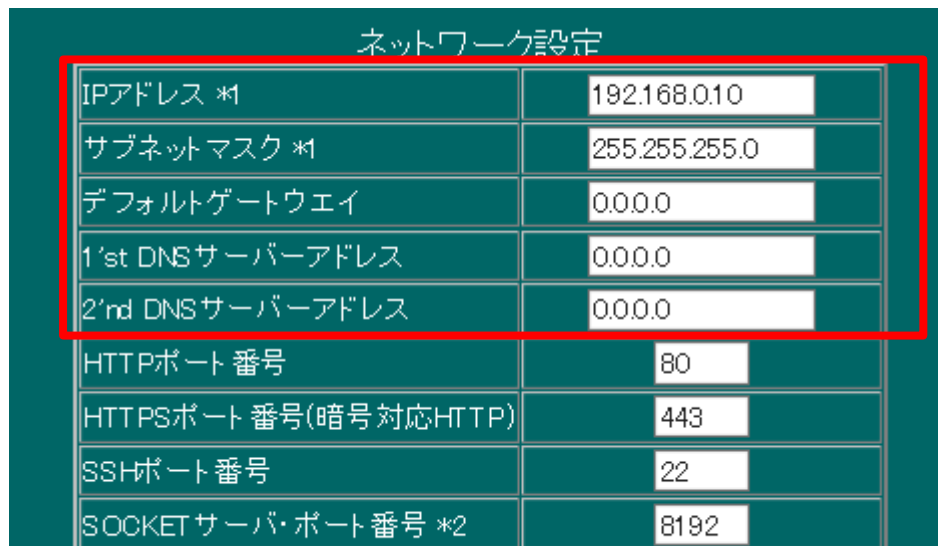 ネットワーク設定
IPアドレス *1 192.168.0.10
サブネットマスク *1 255.255.255.0
デフォルトゲートウエイ 0.0.0.0
1'st DNSサーバーアドレス 0.0.0.0
2'nd DNSサーバーアドレス 0.0.0.0
HTTPポート番号 80
HTTPSポート番号(暗号対応HTTP) 443
SSHポート番号 22
SOCKETサーバ・ポート番号 *2 8192